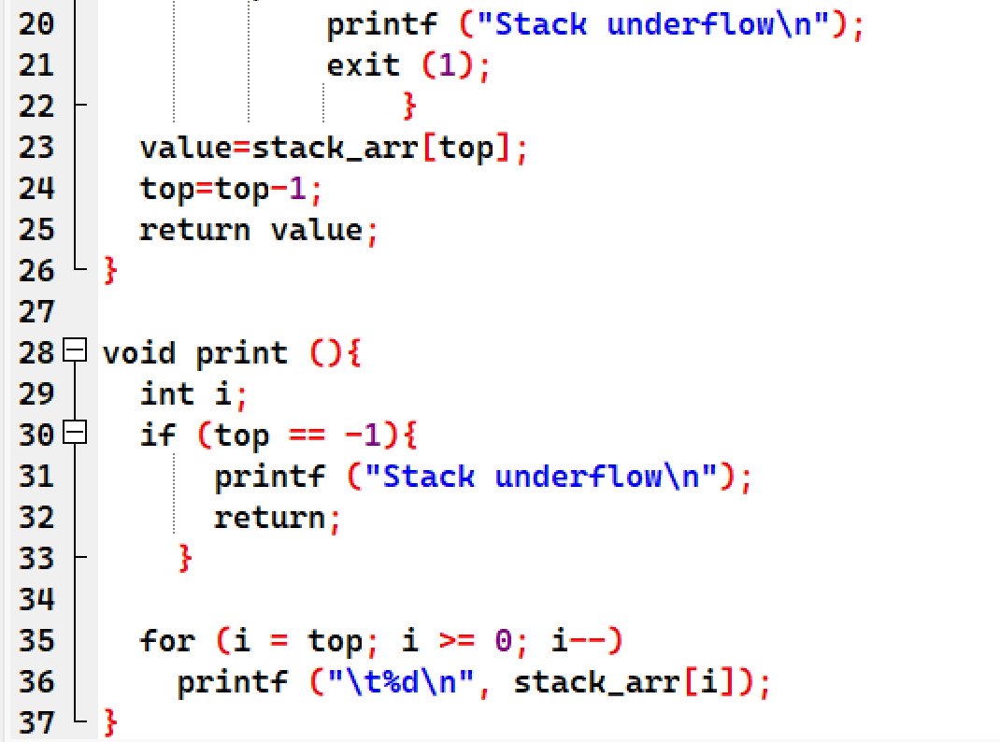 20 printf ("Stack underflow\n");
21 exit (1);
22 }
23 value=stack_arr[top];
24 top=top-1;
25 return value;
26 }
27
28 void print (){
29 int i;
30 if (top == -1){
31 printf ("Stack underflow\n");
32 return;
33 }
34
35 for (i = top; i >= 0; i--)
36 printf ("\t%d\n", stack_arr[i]);
37 }